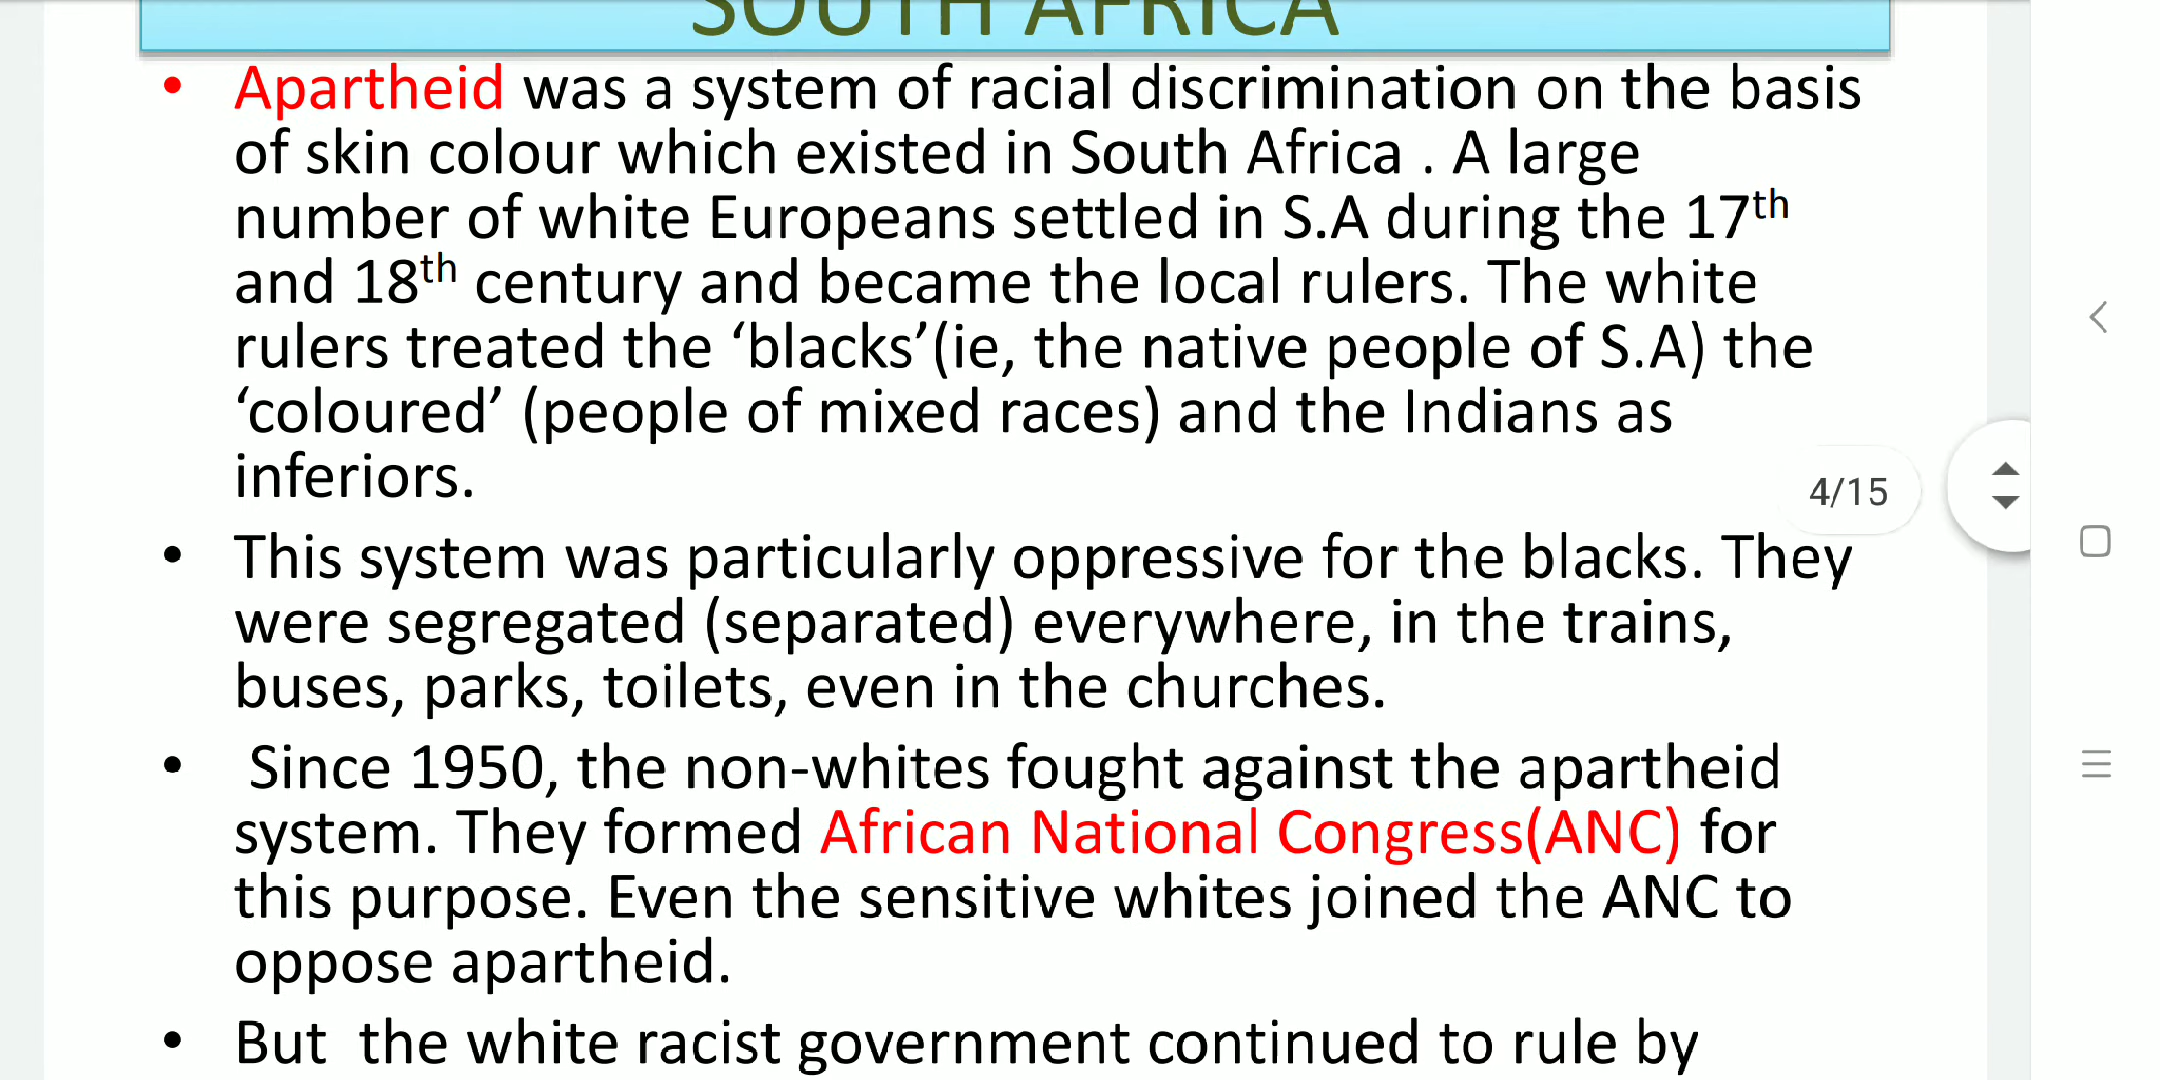 SOUTH AFRICA
• Apartheid was a system of racial discrimination on the basis
of skin colour which existed in South Africa . A large
number of white Europeans settled in S.A during the 17th
and 18th century and became the local rulers. The white
rulers treated the ‘blacks’(ie, the native people of S.A) the
‘coloured’ (people of mixed races) and the Indians as
inferiors.
4/15
• This system was particularly oppressive for the blacks. They
were segregated (separated) everywhere, in the trains,
buses, parks, toilets, even in the churches.
• Since 1950, the non-whites fought against the apartheid
system. They formed African National Congress(ANC) for
this purpose. Even the sensitive whites joined the ANC to
oppose apartheid.
• But the white racist government continued to rule by